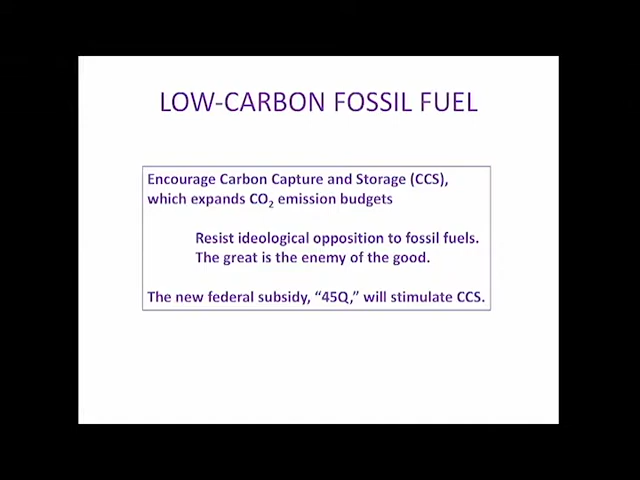 LOW-CARBON FOSSIL FUEL
Encourage Carbon Capture and Storage (CCS),
which expands CO₂ emission budgets
Resist ideological opposition to fossil fuels.
The great is the enemy of the good.
The new federal subsidy, “45Q,” will stimulate CCS.